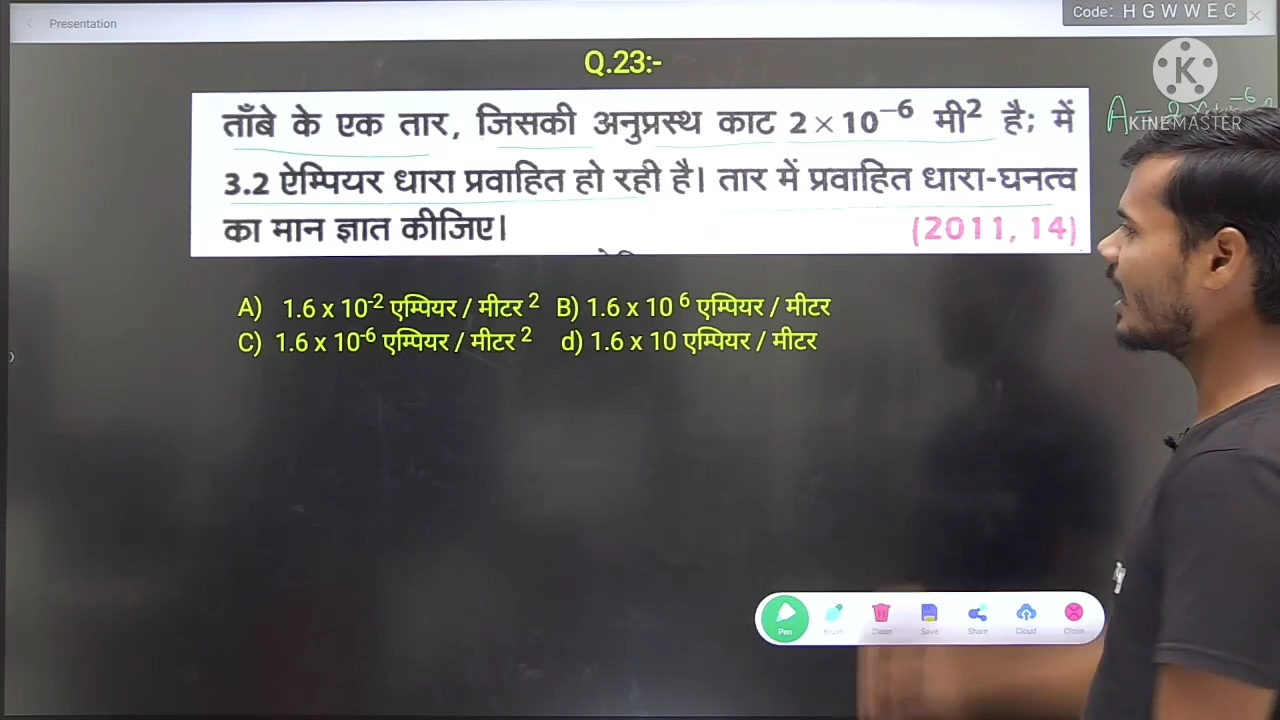 Presentation
Code: H G W W E C
Q.23:-
K
KINEMASTER
ताँबे के एक तार, जिसकी अनुप्रस्थ काट 2 × 10⁻⁶ मी² है; में
3.2 ऐम्पियर धारा प्रवाहित हो रही है। तार में प्रवाहित धारा-घनत्व
का मान ज्ञात कीजिए। (2011, 14)
A) 1.6 x 10⁻² एम्पियर / मीटर ² B) 1.6 x 10 ⁶ एम्पियर / मीटर
C) 1.6 x 10⁻⁶ एम्पियर / मीटर ² d) 1.6 x 10 एम्पियर / मीटर
Pen Brush Clean Save Share Cloud Close